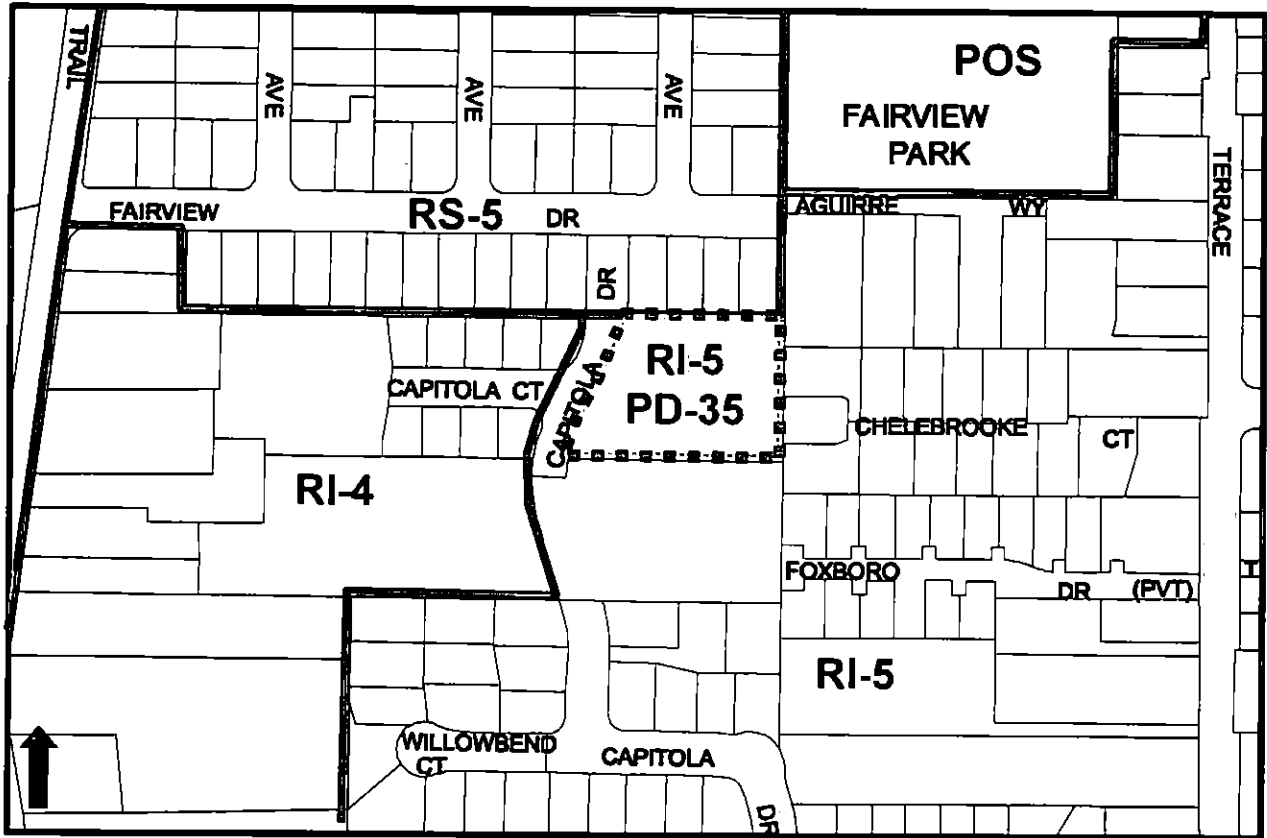 TRAIL
AVE
AVE
AVE
POS
FAIRVIEW
PARK
TERRACE
FAIRVIEW
RS-5
DR
AGUIRRE
WY
DR
RI-5
PD-35
CAPITOLA CT
CAPITOLA
CHELEBROOKE
CT
RI-4
FOXBORO
DR
(PVT)
RI-5
WILLOWBEND
CT
CAPITOLA
DR